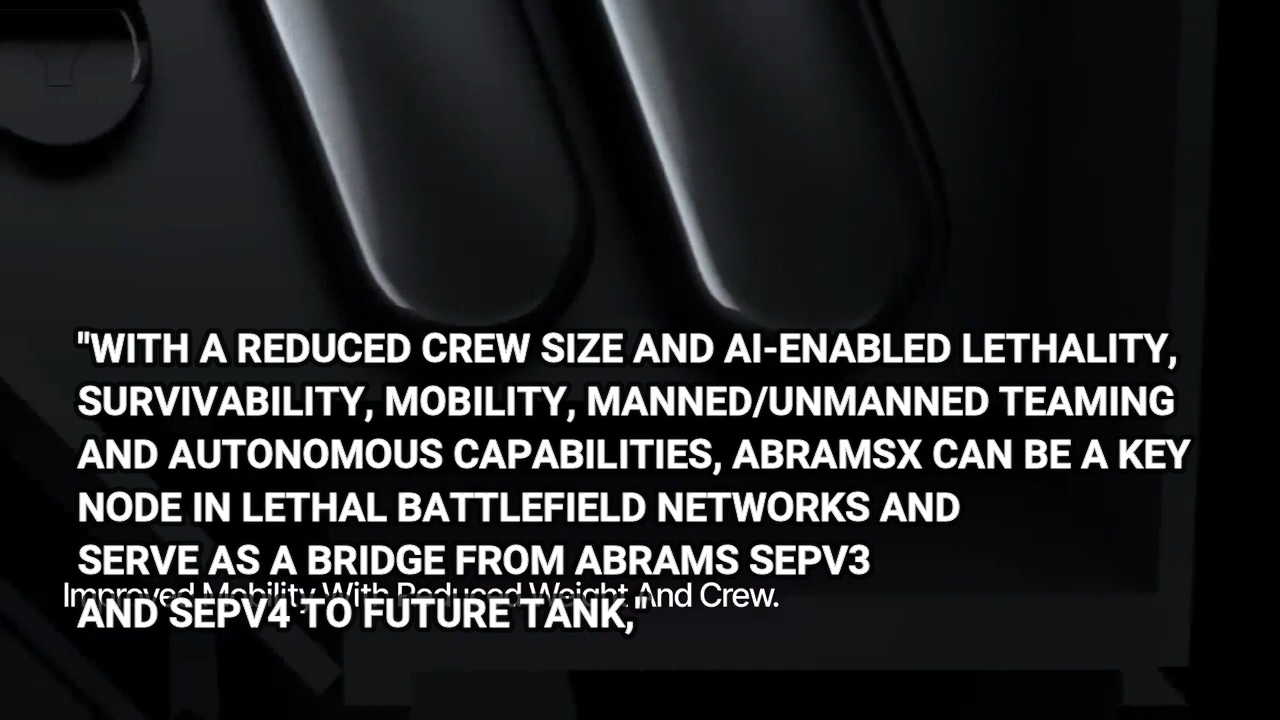 "WITH A REDUCED CREW SIZE AND AI-ENABLED LETHALITY,
SURVIVABILITY, MOBILITY, MANNED/UNMANNED TEAMING
AND AUTONOMOUS CAPABILITIES, ABRAMSX CAN BE A KEY
NODE IN LETHAL BATTLEFIELD NETWORKS AND
SERVE AS A BRIDGE FROM ABRAMS SEPV3
Improved Mobility With Reduced Weight And Crew.
AND SEPV4 TO FUTURE TANK,"